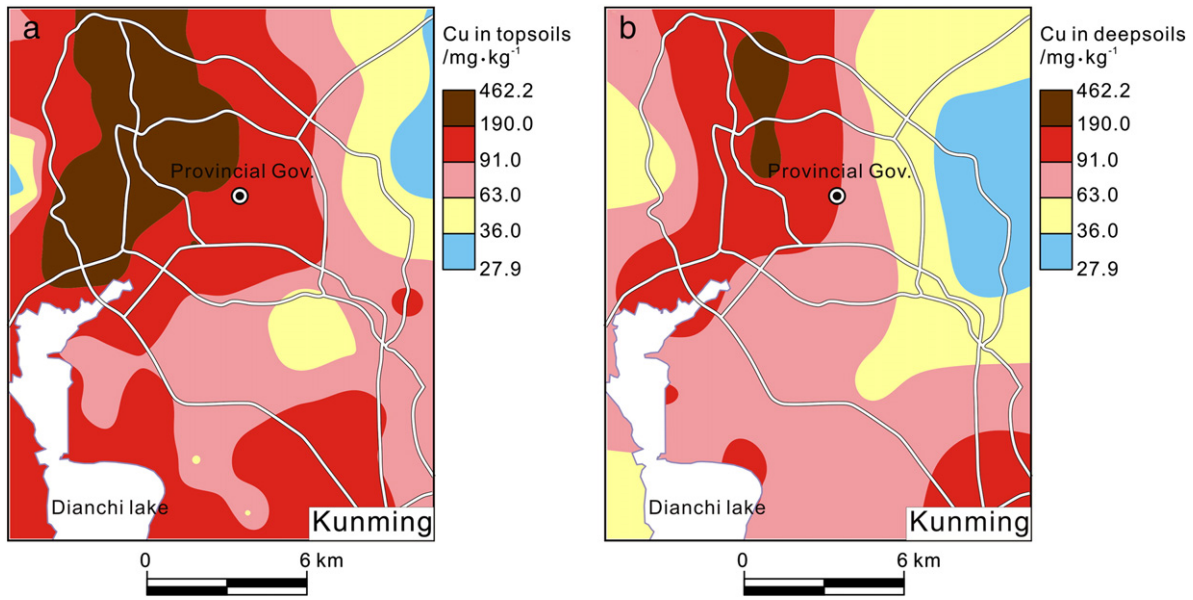 a
Cu in topsoils
/mg·kg⁻¹
462.2
190.0
91.0
63.0
36.0
27.9
Provincial Gov.
Dianchi lake
Kunming
0
6 km
b
Cu in deepsoils
/mg·kg⁻¹
462.2
190.0
91.0
63.0
36.0
27.9
Provincial Gov.
Dianchi lake
Kunming
0
6 km